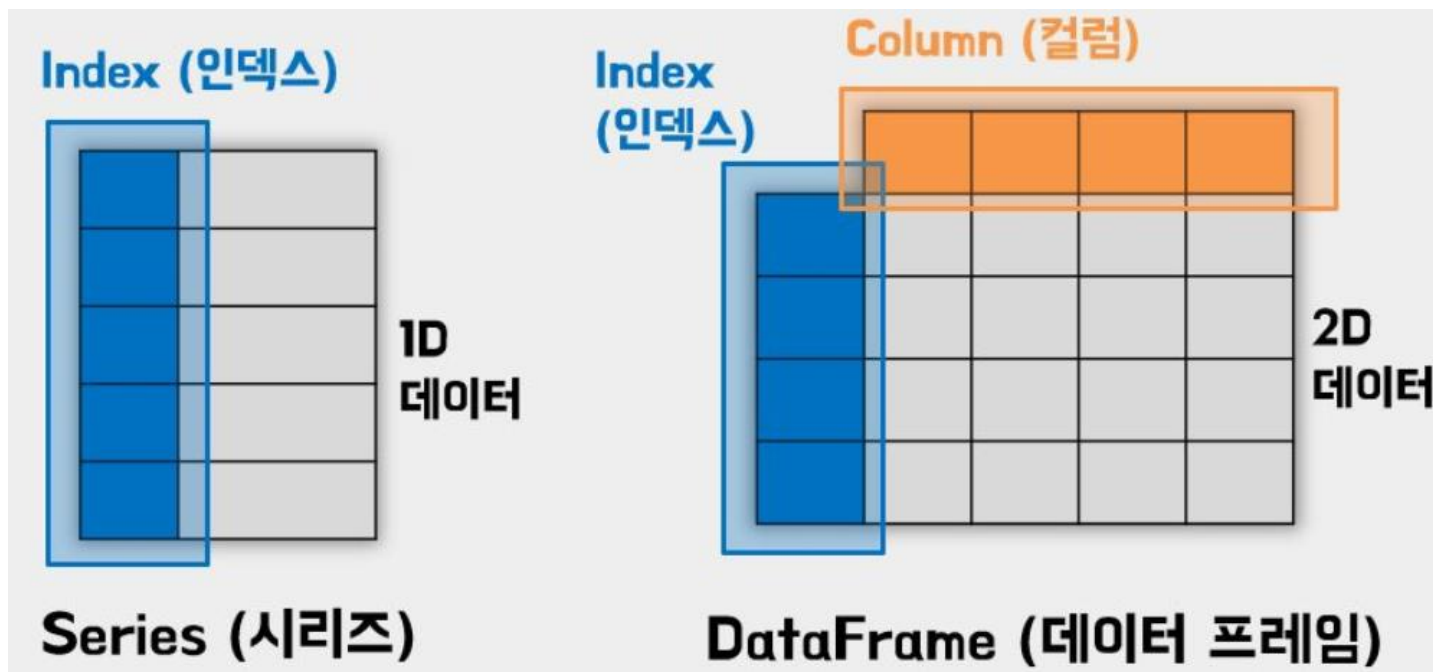 Index (인덱스)
1D
데이터
Series (시리즈)
Column (컬럼)
Index
(인덱스)
2D
데이터
DataFrame (데이터 프레임)